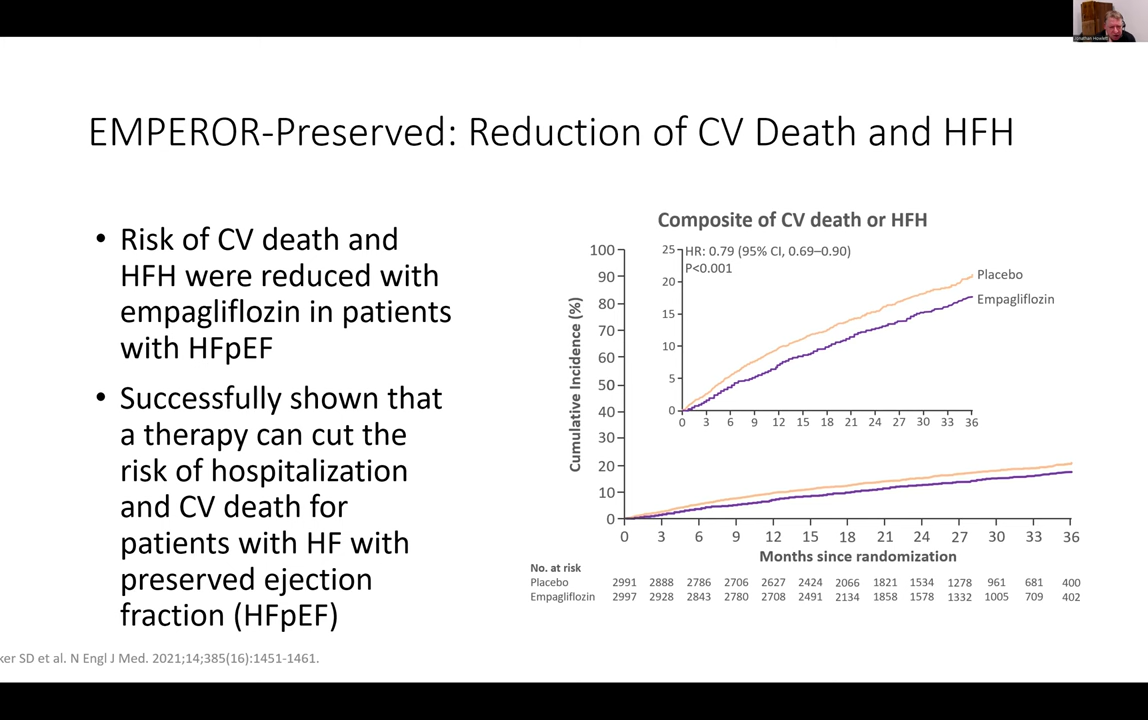 Jonathan Howlett
EMPEROR-Preserved: Reduction of CV Death and HFH
• Risk of CV death and
HFH were reduced with
empagliflozin in patients
with HFpEF
• Successfully shown that
a therapy can cut the
risk of hospitalization
and CV death for
patients with HF with
preserved ejection
fraction (HFpEF)
Composite of CV death or HFH
Cumulative Incidence (%)
100
90
80
70
60
50
40
30
20
10
0
25
20
15
10
5
0
HR: 0.79 (95% CI, 0.69–0.90)
P<0.001
Placebo
Empagliflozin
0 3 6 9 12 15 18 21 24 27 30 33 36
0 3 6 9 12 15 18 21 24 27 30 33 36
Months since randomization
No. at risk
Placebo 2991 2888 2786 2706 2627 2424 2066 1821 1534 1278 961 681 400
Empagliflozin 2997 2928 2843 2780 2708 2491 2134 1858 1578 1332 1005 709 402
ker SD et al. N Engl J Med. 2021;14;385(16):1451-1461.